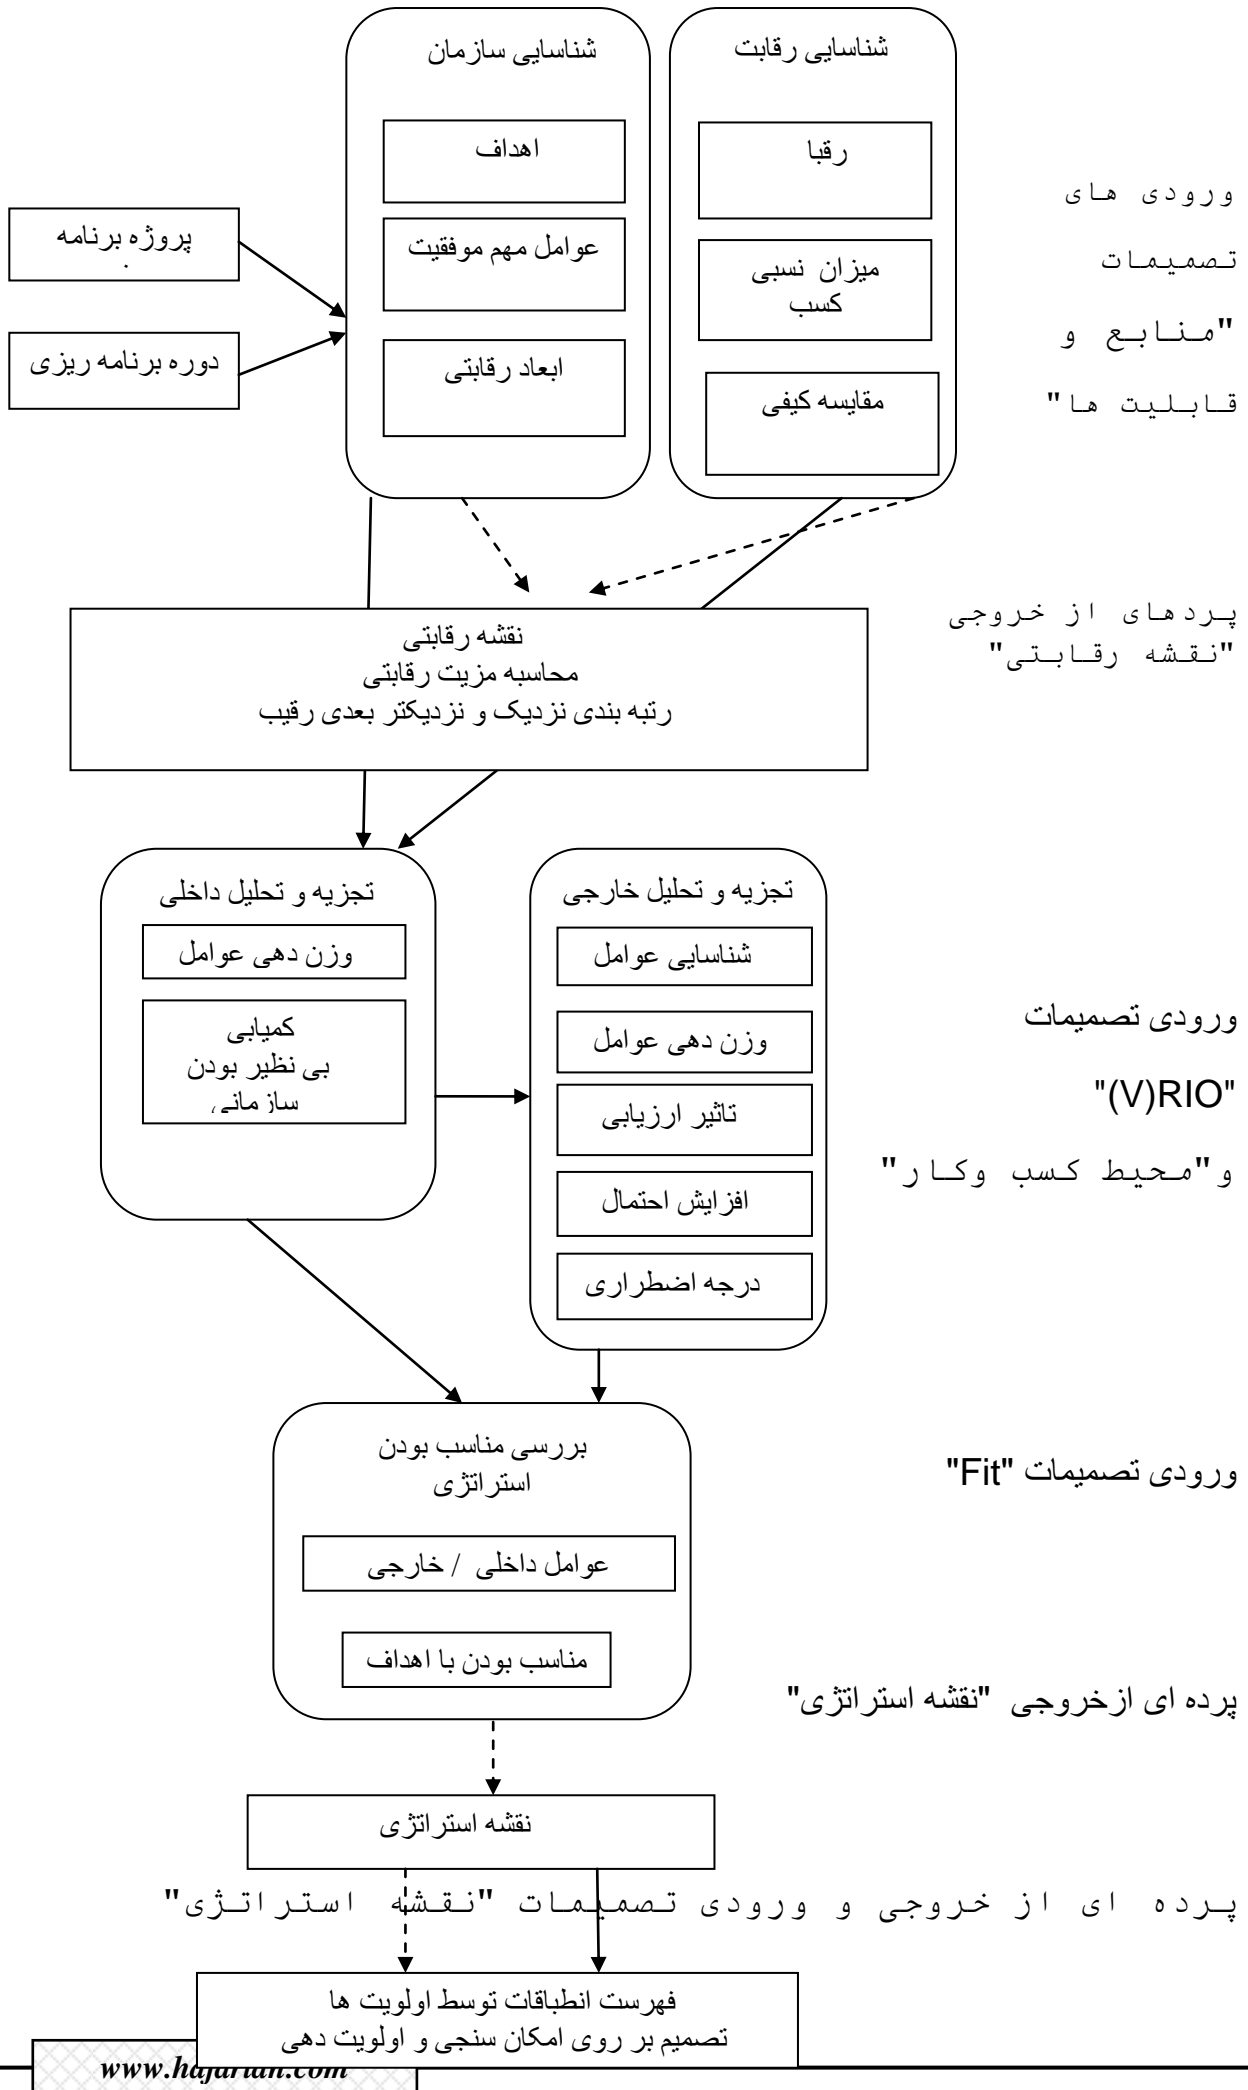 شناسایی رقابت
رقبا
میزان نسبی
کسب
مقایسه کیفی
شناسایی سازمان
اهداف
عوامل مهم موفقیت
ابعاد رقابتی
پروژه برنامه
دوره برنامه ریزی
ورودی های
تصمیمات
"منابع و
قابلیت ها"
نقشه رقابتی
محاسبه مزیت رقابتی
رتبه بندی نزدیک و نزدیکتر بعدی رقیب
پردهای از خروجی
"نقشه رقابتی"
تجزیه و تحلیل خارجی
شناسایی عوامل
وزن دهی عوامل
تاثیر ارزیابی
افزایش احتمال
درجه اضطراری
تجزیه و تحلیل داخلی
وزن دهی عوامل
کمیابی
بی نظیر بودن
سازمانی
ورودی تصمیمات
"(V)RIO"
و"محیط کسب وکار"
بررسی مناسب بودن
استراتژی
عوامل داخلی / خارجی
مناسب بودن با اهداف
ورودی تصمیمات "Fit"
پرده ای ازخروجی "نقشه استراتژی"
نقشه استراتژی
پرده ای از خروجی و ورودی تصمیمات "نقشه استراتژی"
فهرست انطباقات توسط اولویت ها
تصمیم بر روی امکان سنجی و اولویت دهی
www.hajarian.com